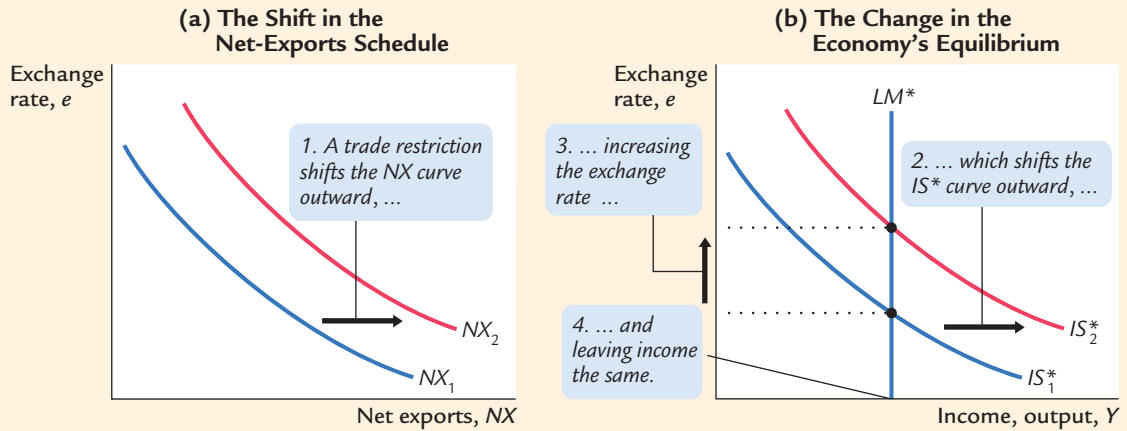 (a) The Shift in the
Net-Exports Schedule
Exchange
rate, e
1. A trade restriction
shifts the NX curve
outward, ...
NX₂
NX₁
Net exports, NX
(b) The Change in the
Economy’s Equilibrium
Exchange
rate, e
LM*
3. ... increasing
the exchange
rate ...
2. ... which shifts the
IS* curve outward, ...
4. ... and
leaving income
the same.
IS*₂
IS*₁
Income, output, Y